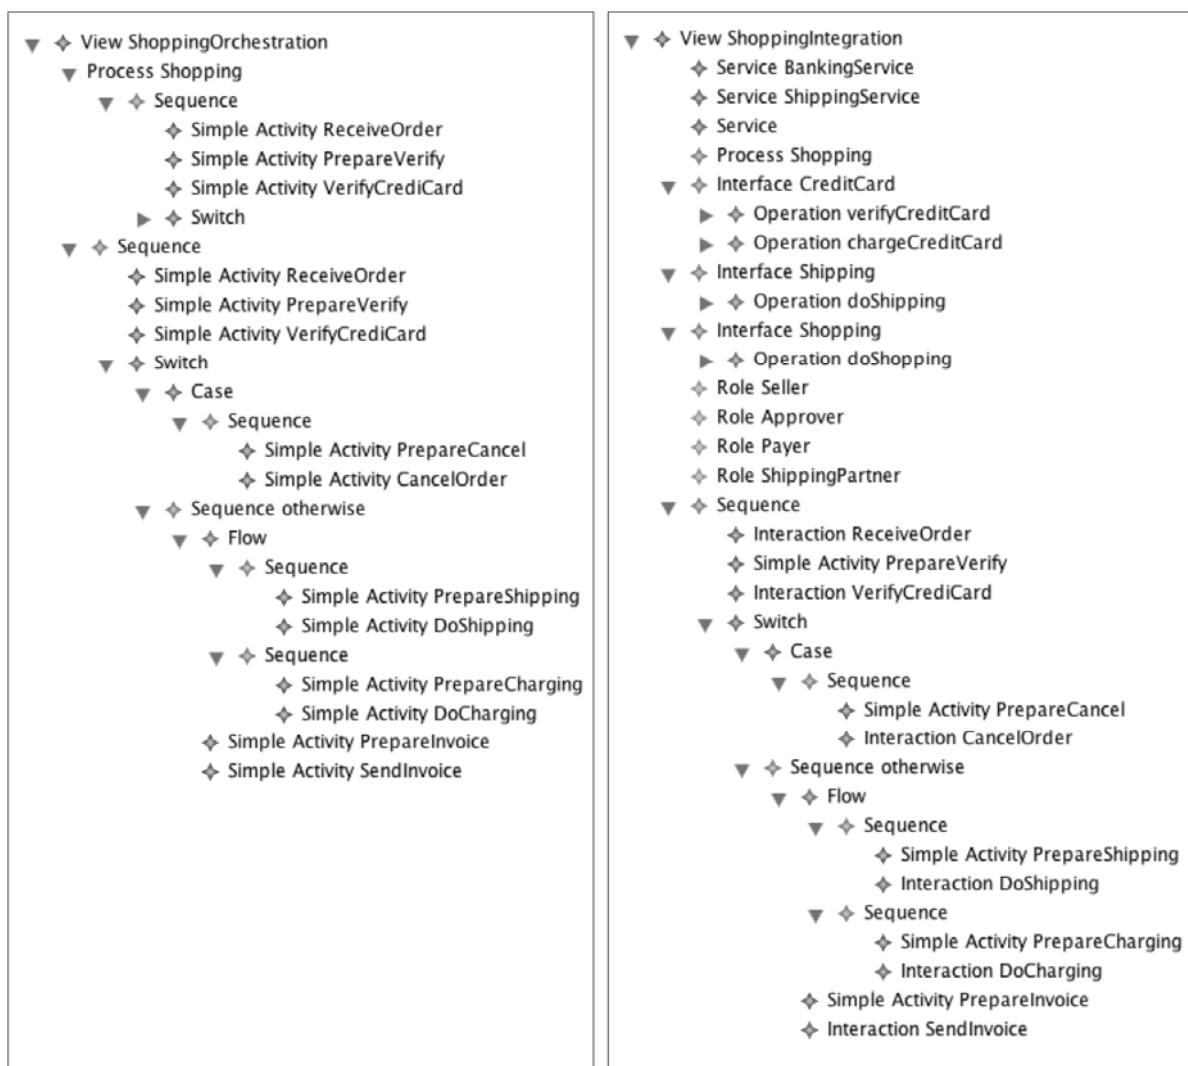 View ShoppingOrchestration
Process Shopping
Sequence
Simple Activity ReceiveOrder
Simple Activity PrepareVerify
Simple Activity VerifyCrediCard
Switch
Sequence
Simple Activity ReceiveOrder
Simple Activity PrepareVerify
Simple Activity VerifyCrediCard
Switch
Case
Sequence
Simple Activity PrepareCancel
Simple Activity CancelOrder
Sequence otherwise
Flow
Sequence
Simple Activity PrepareShipping
Simple Activity DoShipping
Sequence
Simple Activity PrepareCharging
Simple Activity DoCharging
Simple Activity PrepareInvoice
Simple Activity SendInvoice
View ShoppingIntegration
Service BankingService
Service ShippingService
Service
Process Shopping
Interface CreditCard
Operation verifyCreditCard
Operation chargeCreditCard
Interface Shipping
Operation doShipping
Interface Shopping
Operation doShopping
Role Seller
Role Approver
Role Payer
Role ShippingPartner
Sequence
Interaction ReceiveOrder
Simple Activity PrepareVerify
Interaction VerifyCrediCard
Switch
Case
Sequence
Simple Activity PrepareCancel
Interaction CancelOrder
Sequence otherwise
Flow
Sequence
Simple Activity PrepareShipping
Interaction DoShipping
Sequence
Simple Activity PrepareCharging
Interaction DoCharging
Simple Activity PrepareInvoice
Interaction SendInvoice